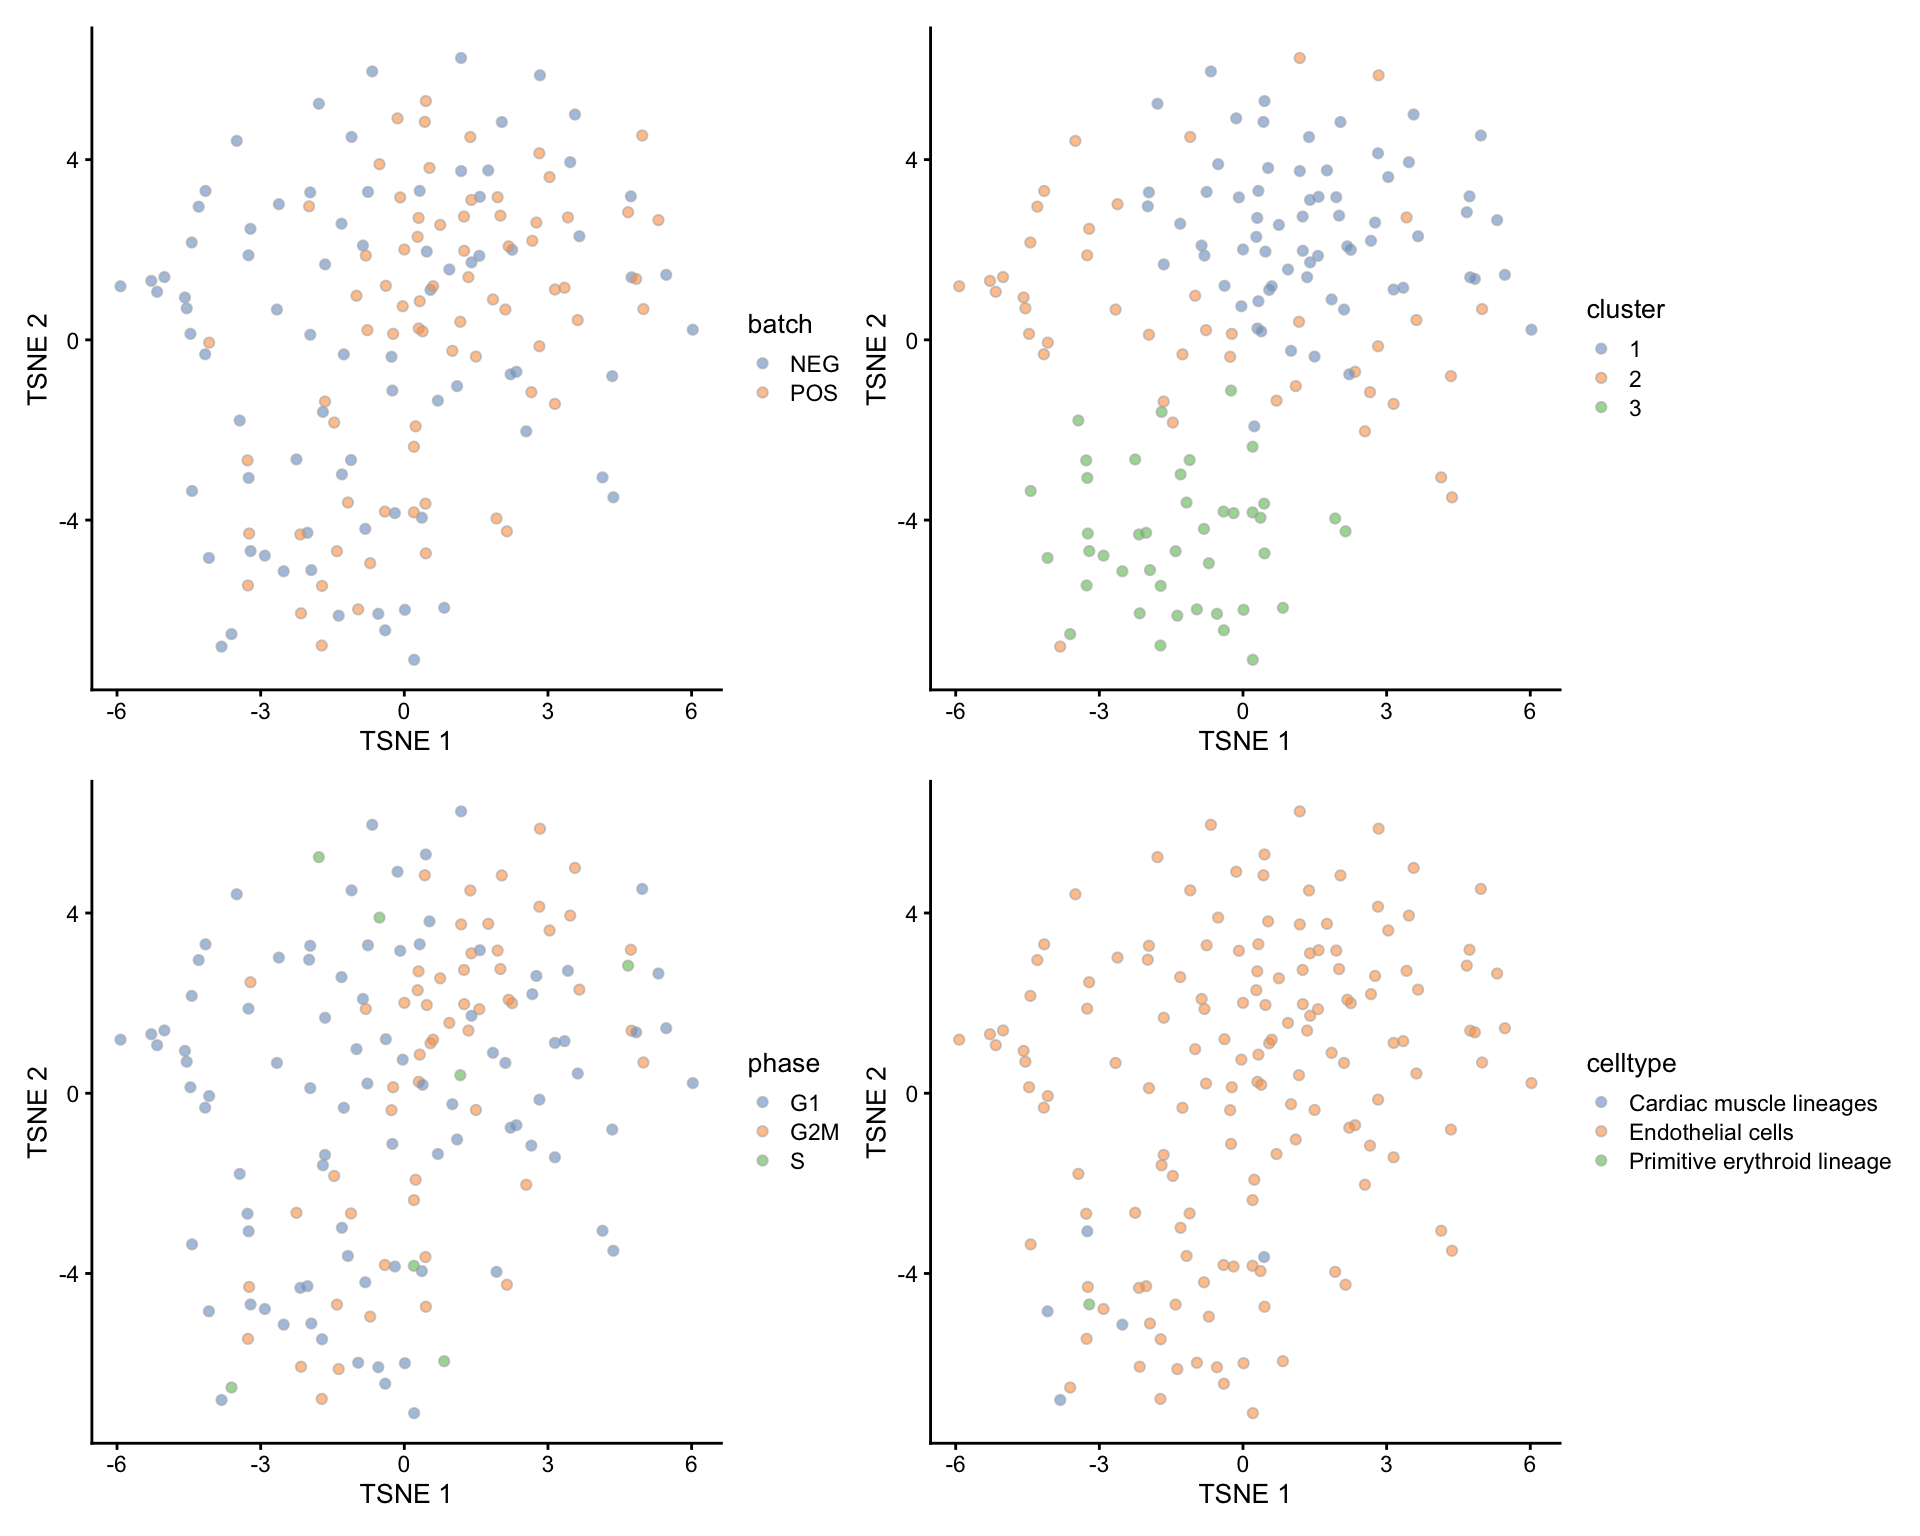 TSNE 2
4
0
-4
-6 -3 0 3 6
TSNE 1
batch
NEG
POS
TSNE 2
4
0
-4
-6 -3 0 3 6
TSNE 1
cluster
1
2
3
TSNE 2
4
0
-4
-6 -3 0 3 6
TSNE 1
phase
G1
G2M
S
TSNE 2
4
0
-4
-6 -3 0 3 6
TSNE 1
celltype
Cardiac muscle lineages
Endothelial cells
Primitive erythroid lineage